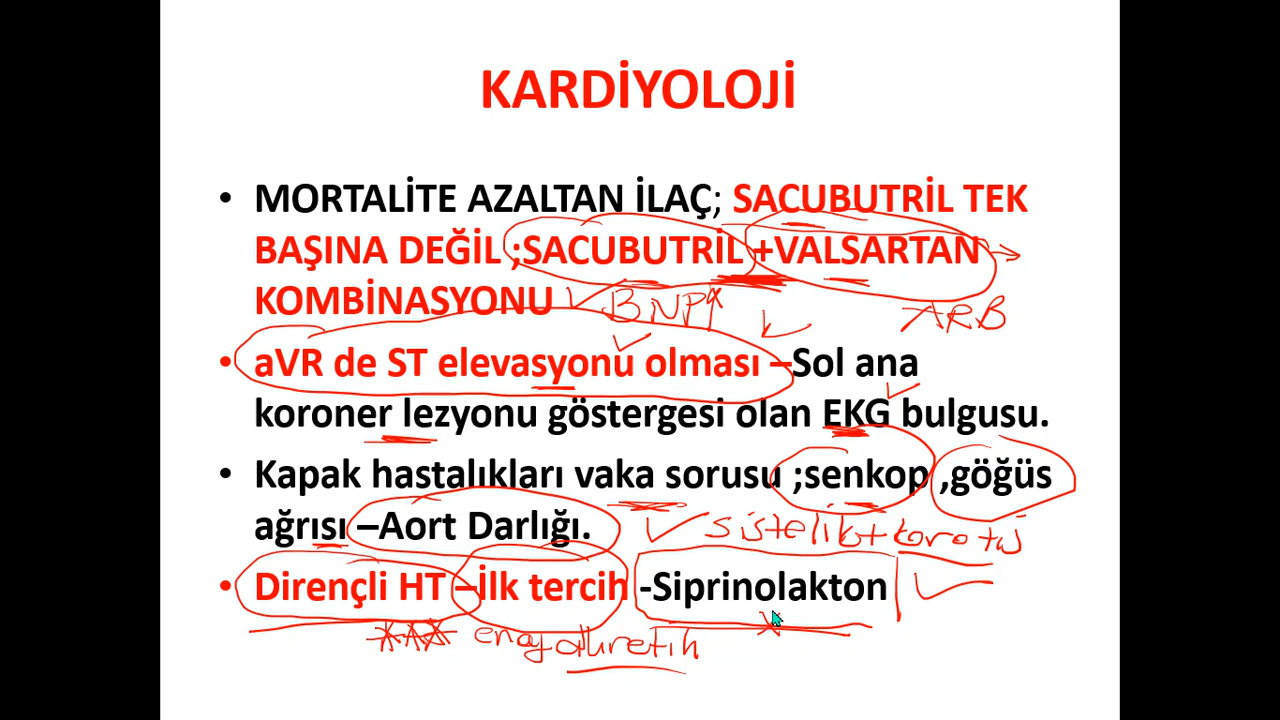 KARDİYOLOJİ
• MORTALİTE AZALTAN İLAÇ; SACUBUTRİL TEK
BAŞINA DEĞİL ;SACUBUTRİL +VALSARTAN
KOMBİNASYONU
BNP
ARB
• aVR de ST elevasyonu olması –Sol ana
koroner lezyonu göstergesi olan EKG bulgusu.
• Kapak hastalıkları vaka sorusu ;senkop ,göğüs
ağrısı –Aort Darlığı.
• Dirençli HT –İlk tercih -Siprinolakton